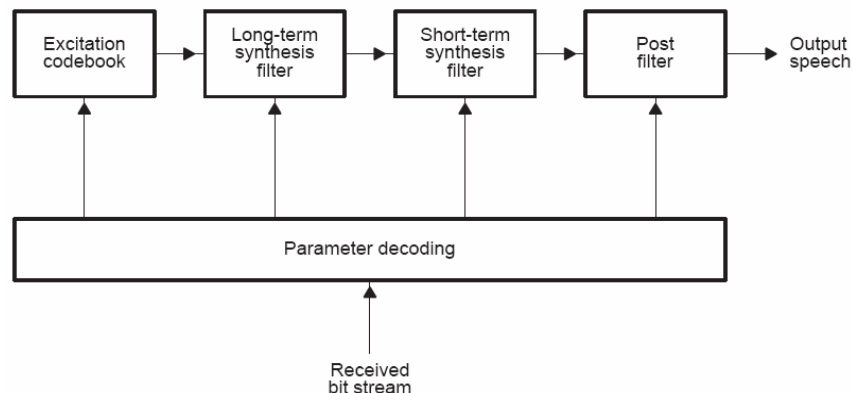 Excitation
codebook
Long-term
synthesis
filter
Short-term
synthesis
filter
Post
filter
Output
speech
Parameter decoding
Received
bit stream